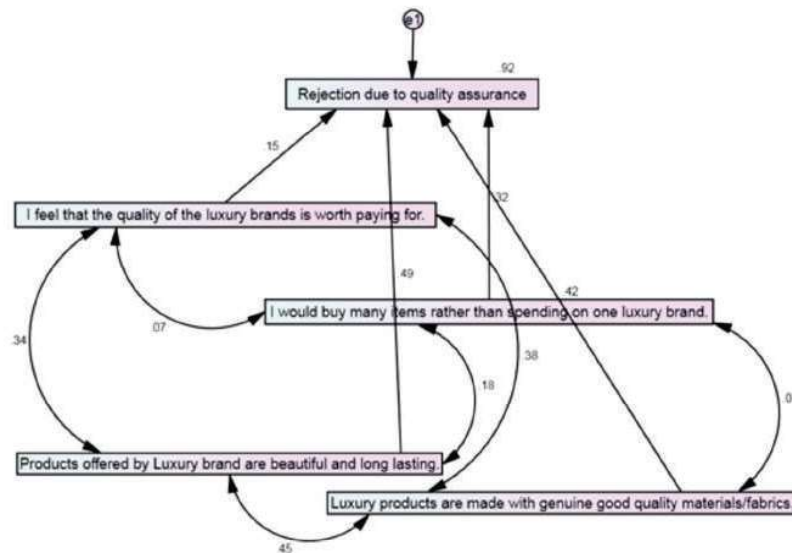 e1
.92
Rejection due to quality assurance
.15
.32
I feel that the quality of the luxury brands is worth paying for.
.49
.42
I would buy many items rather than spending on one luxury brand.
.07
.34
.38
.18
Products offered by Luxury brand are beautiful and long lasting.
Luxury products are made with genuine good quality materials/fabrics.
.45